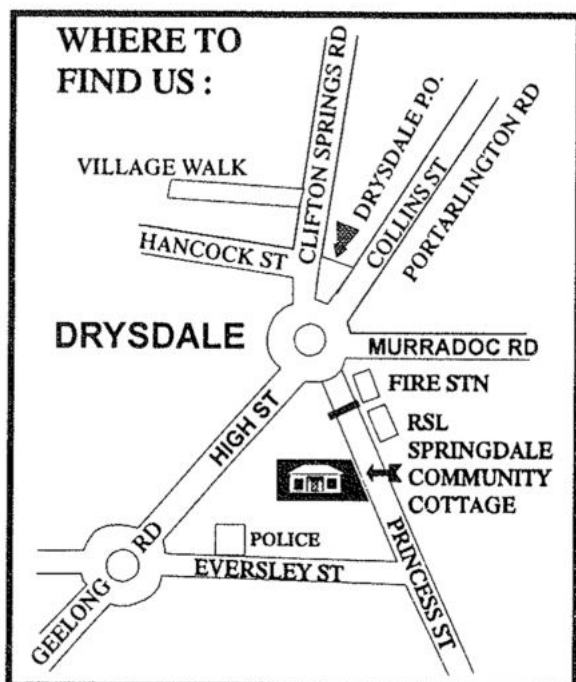 WHERE TO
FIND US :
CLIFTON SPRINGS RD
DRYSDALE P.O.
COLLINS ST
PORTARLINGTON RD
VILLAGE WALK
HANCOCK ST
DRYSDALE
MURRADOC RD
FIRE STN
HIGH ST
RSL
SPRINGDALE
COMMUNITY
COTTAGE
POLICE
EVERSLEY ST
PRINCESS ST
GEELONG RD